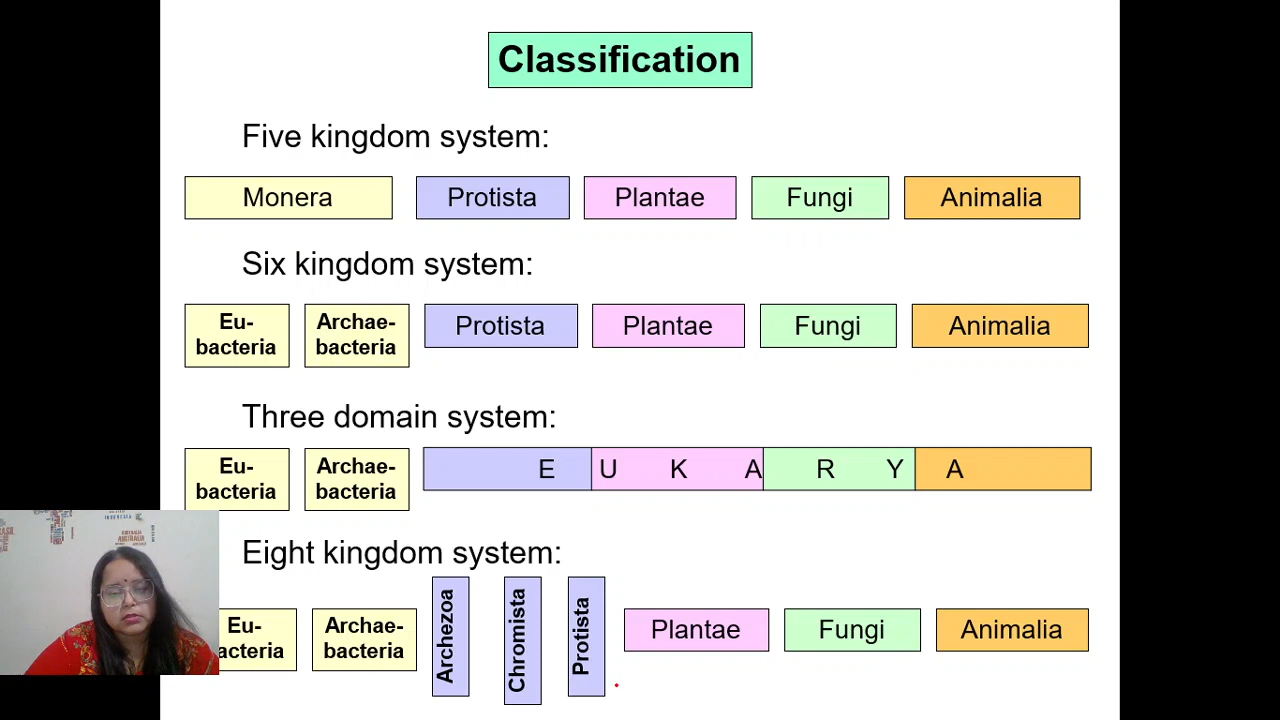 Classification
Five kingdom system:
Monera Protista Plantae Fungi Animalia
Six kingdom system:
Eu- Archae- Protista Plantae Fungi Animalia
bacteria bacteria
Three domain system:
Eu- Archae- E U K A R Y A
bacteria bacteria
Eight kingdom system:
Archezoa Chromista Protista
Eu- Archae- Plantae Fungi Animalia
acteria bacteria